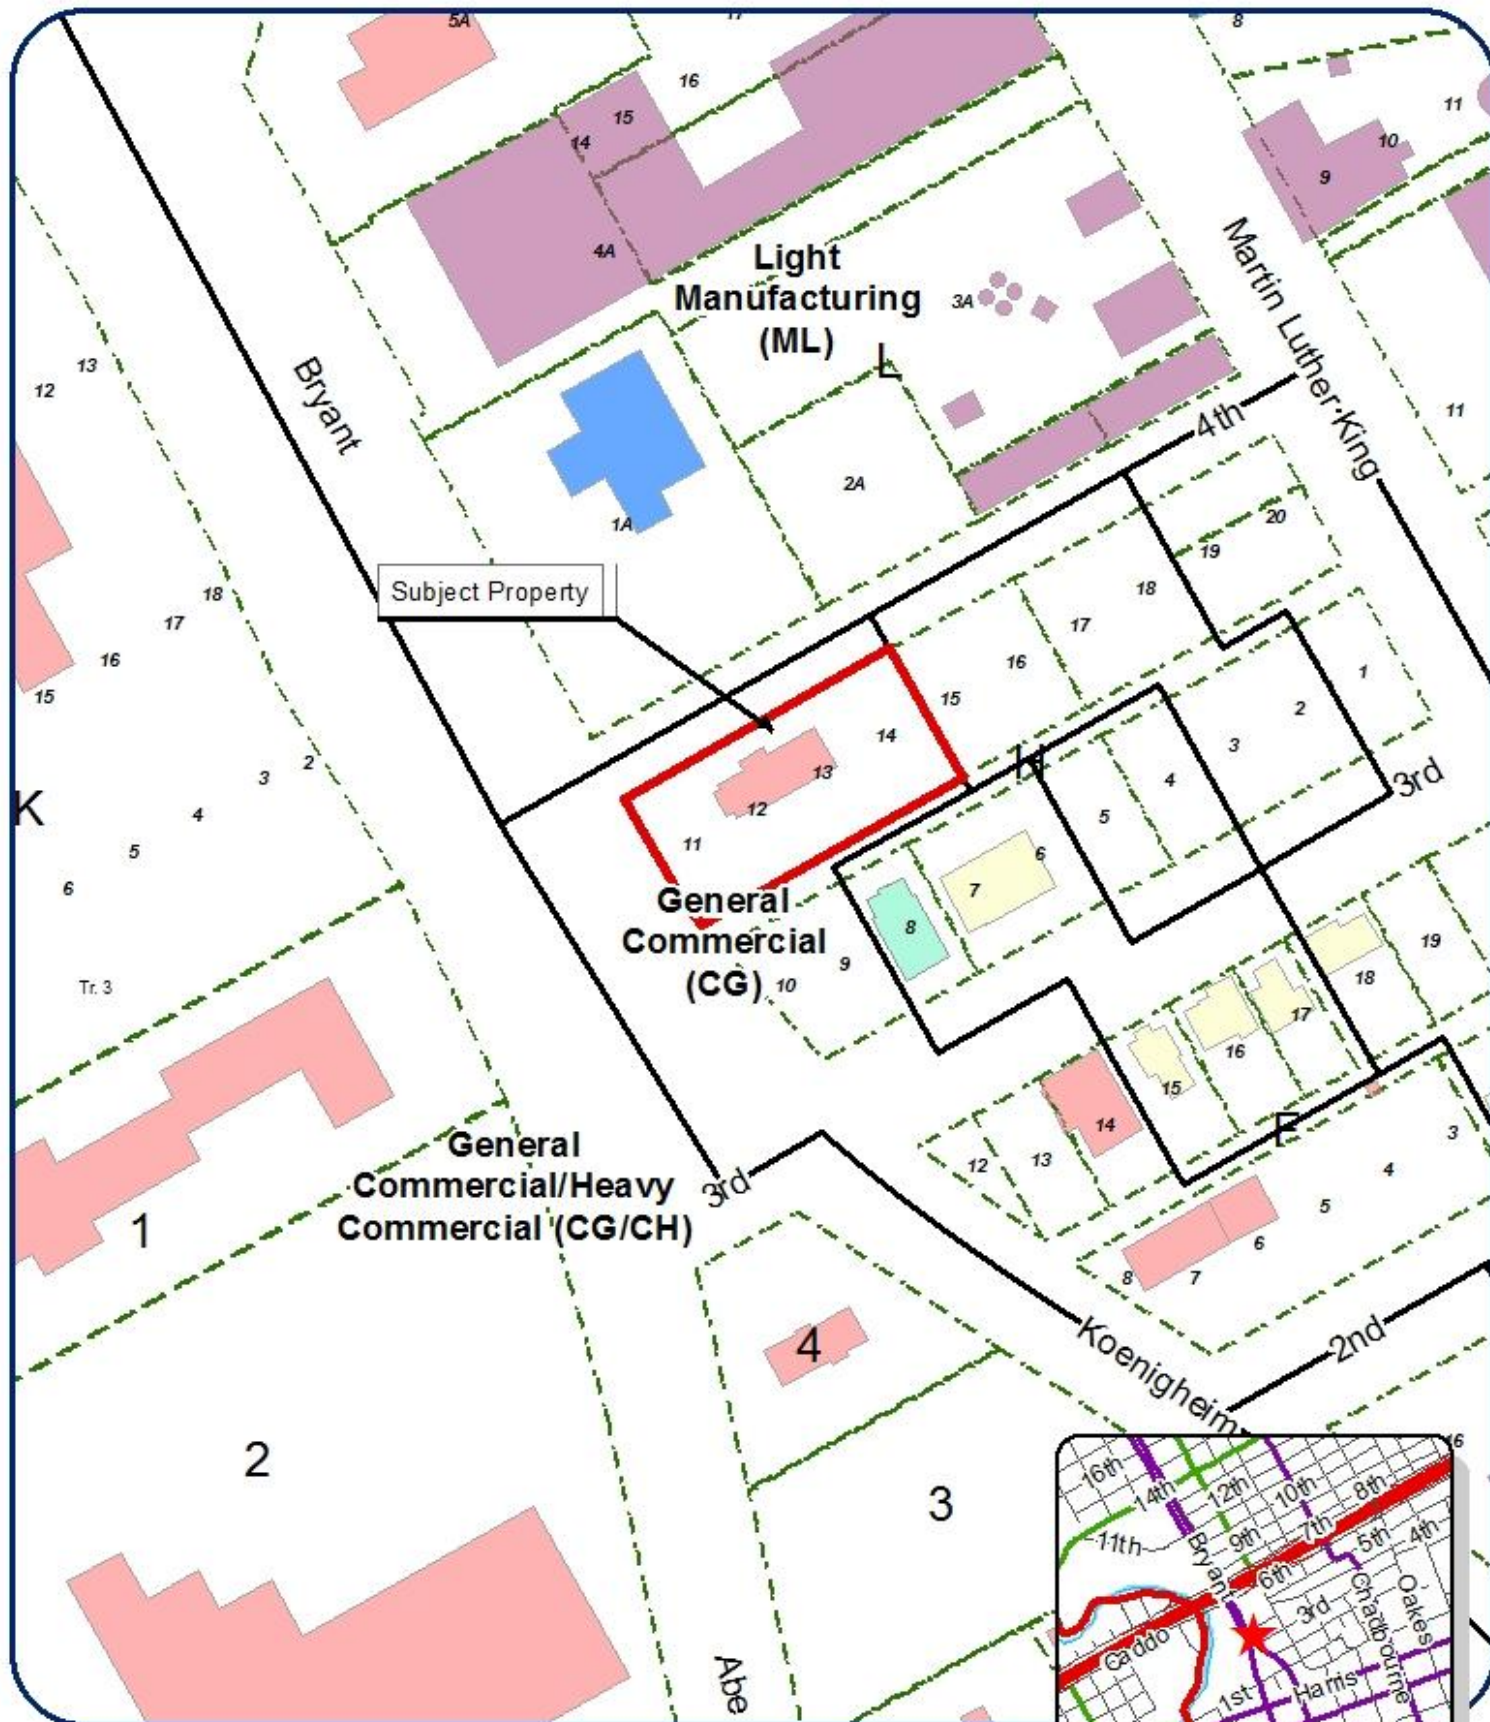 5A
17
8
16
15
14
11
10
9
4A
Light
Manufacturing
(ML)
3A
L
Martin Luther King
Bryant
13
12
11
4th
1A
2A
20
19
Subject Property
18
17
16
15
18
17
16
15
1
2
3
14
13
12
11
H
3rd
4
5
3
2
K
4
5
6
6
7
8
General
Commercial
(CG)
9
10
Tr. 3
19
18
17
16
15
14
13
12
F
3
4
5
6
7
8
General
Commercial/Heavy
Commercial (CG/CH)
3rd
1
4
Koenigheim
2nd
2
3
16
Abe
16th
14th
12th
10th
8th
11th
9th
7th
5th
4th
Bryant
6th
3rd
Chadbourne
Oakes
Caddo
1st
Harris